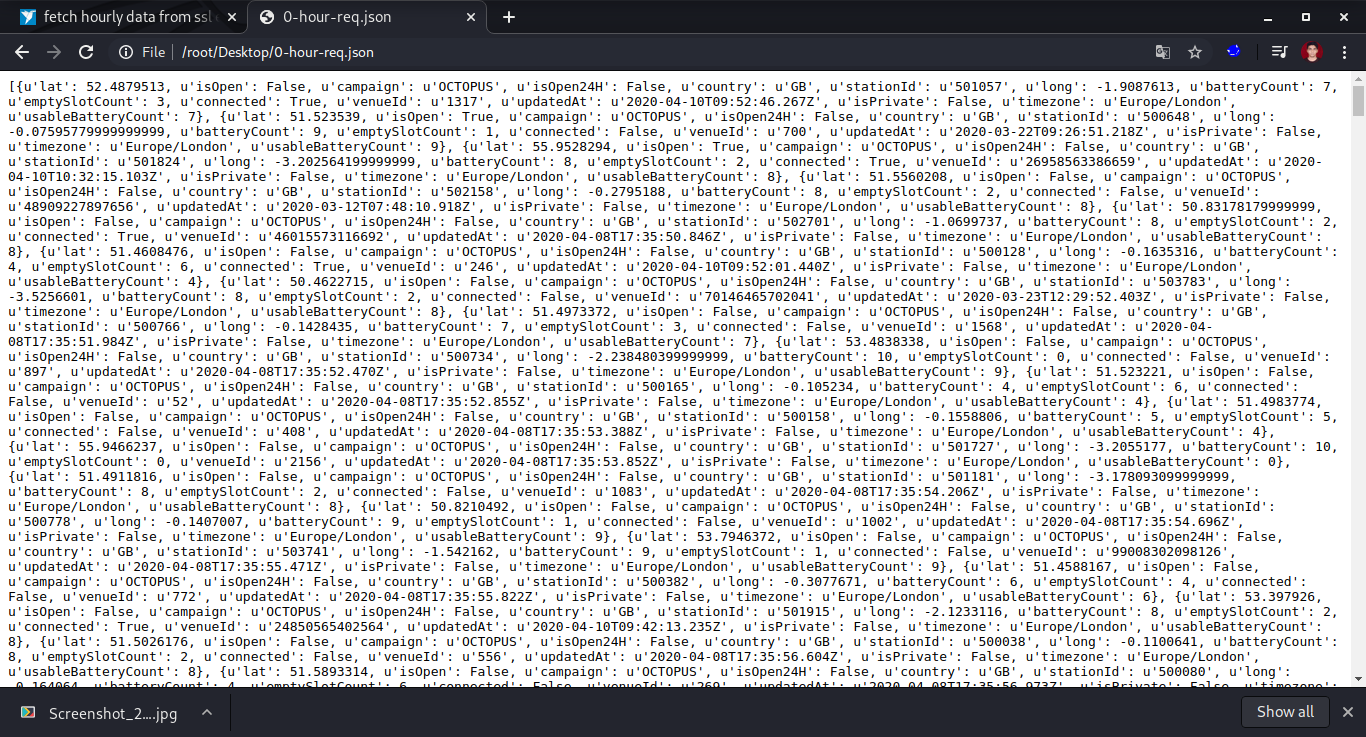 fetch hourly data from ssl
0-hour-req.json
File
/root/Desktop/0-hour-req.json
[{u'lat': 52.4879513, u'isOpen': False, u'campaign': u'OCTOPUS', u'isOpen24H': False, u'country': u'GB', u'stationId': u'501057', u'long': -1.9087613, u'batteryCount': 7,
u'emptySlotCount': 3, u'connected': True, u'venueId': u'1317', u'updatedAt': u'2020-04-10T09:52:46.267Z', u'isPrivate': False, u'timezone': u'Europe/London',
u'usableBatteryCount': 7}, {u'lat': 51.523539, u'isOpen': True, u'campaign': u'OCTOPUS', u'isOpen24H': False, u'country': u'GB', u'stationId': u'500648', u'long':
-0.07595779999999999, u'batteryCount': 9, u'emptySlotCount': 1, u'connected': False, u'venueId': u'700', u'updatedAt': u'2020-03-22T09:26:51.218Z', u'isPrivate': False,
u'timezone': u'Europe/London', u'usableBatteryCount': 9}, {u'lat': 55.9528294, u'isOpen': True, u'campaign': u'OCTOPUS', u'isOpen24H': False, u'country': u'GB',
u'stationId': u'501824', u'long': -3.202564199999999, u'batteryCount': 8, u'emptySlotCount': 2, u'connected': True, u'venueId': u'26958563386659', u'updatedAt': u'2020-
04-10T10:32:15.103Z', u'isPrivate': False, u'timezone': u'Europe/London', u'usableBatteryCount': 8}, {u'lat': 51.5560208, u'isOpen': False, u'campaign': u'OCTOPUS',
u'isOpen24H': False, u'country': u'GB', u'stationId': u'502158', u'long': -0.2795188, u'batteryCount': 8, u'emptySlotCount': 2, u'connected': False, u'venueId':
u'48909227897656', u'updatedAt': u'2020-03-12T07:48:10.918Z', u'isPrivate': False, u'timezone': u'Europe/London', u'usableBatteryCount': 8}, {u'lat': 50.83178179999999,
u'isOpen': False, u'campaign': u'OCTOPUS', u'isOpen24H': False, u'country': u'GB', u'stationId': u'502701', u'long': -1.0699737, u'batteryCount': 8, u'emptySlotCount': 2,
u'connected': True, u'venueId': u'46015573116692', u'updatedAt': u'2020-04-08T17:35:50.846Z', u'isPrivate': False, u'timezone': u'Europe/London', u'usableBatteryCount':
8}, {u'lat': 51.4608476, u'isOpen': False, u'campaign': u'OCTOPUS', u'isOpen24H': False, u'country': u'GB', u'stationId': u'500128', u'long': -0.1635316, u'batteryCount':
4, u'emptySlotCount': 6, u'connected': True, u'venueId': u'246', u'updatedAt': u'2020-04-10T09:52:01.440Z', u'isPrivate': False, u'timezone': u'Europe/London',
u'usableBatteryCount': 4}, {u'lat': 50.4622715, u'isOpen': False, u'campaign': u'OCTOPUS', u'isOpen24H': False, u'country': u'GB', u'stationId': u'503783', u'long':
-3.5256601, u'batteryCount': 8, u'emptySlotCount': 2, u'connected': False, u'venueId': u'70146465702041', u'updatedAt': u'2020-03-23T12:29:52.403Z', u'isPrivate': False,
u'timezone': u'Europe/London', u'usableBatteryCount': 8}, {u'lat': 51.4973372, u'isOpen': False, u'campaign': u'OCTOPUS', u'isOpen24H': False, u'country': u'GB',
u'stationId': u'500766', u'long': -0.1428435, u'batteryCount': 7, u'emptySlotCount': 3, u'connected': False, u'venueId': u'1568', u'updatedAt': u'2020-04-
08T17:35:51.984Z', u'isPrivate': False, u'timezone': u'Europe/London', u'usableBatteryCount': 7}, {u'lat': 53.4838338, u'isOpen': False, u'campaign': u'OCTOPUS',
u'isOpen24H': False, u'country': u'GB', u'stationId': u'500734', u'long': -2.238480399999999, u'batteryCount': 10, u'emptySlotCount': 0, u'connected': False, u'venueId':
u'897', u'updatedAt': u'2020-04-08T17:35:52.470Z', u'isPrivate': False, u'timezone': u'Europe/London', u'usableBatteryCount': 9}, {u'lat': 51.523221, u'isOpen': False,
u'campaign': u'OCTOPUS', u'isOpen24H': False, u'country': u'GB', u'stationId': u'500165', u'long': -0.105234, u'batteryCount': 4, u'emptySlotCount': 6, u'connected':
False, u'venueId': u'52', u'updatedAt': u'2020-04-08T17:35:52.855Z', u'isPrivate': False, u'timezone': u'Europe/London', u'usableBatteryCount': 4}, {u'lat': 51.4983774,
u'isOpen': False, u'campaign': u'OCTOPUS', u'isOpen24H': False, u'country': u'GB', u'stationId': u'500158', u'long': -0.1558806, u'batteryCount': 5, u'emptySlotCount': 5,
u'connected': False, u'venueId': u'408', u'updatedAt': u'2020-04-08T17:35:53.388Z', u'isPrivate': False, u'timezone': u'Europe/London', u'usableBatteryCount': 4},
{u'lat': 55.9466237, u'isOpen': False, u'campaign': u'OCTOPUS', u'isOpen24H': False, u'country': u'GB', u'stationId': u'501727', u'long': -3.2055177, u'batteryCount': 10,
u'emptySlotCount': 0, u'venueId': u'2156', u'updatedAt': u'2020-04-08T17:35:53.852Z', u'isPrivate': False, u'timezone': u'Europe/London', u'usableBatteryCount': 0},
{u'lat': 51.4911816, u'isOpen': False, u'campaign': u'OCTOPUS', u'isOpen24H': False, u'country': u'GB', u'stationId': u'501181', u'long': -3.178093099999999,
u'batteryCount': 8, u'emptySlotCount': 2, u'connected': False, u'venueId': u'1083', u'updatedAt': u'2020-04-08T17:35:54.206Z', u'isPrivate': False, u'timezone':
u'Europe/London', u'usableBatteryCount': 8}, {u'lat': 50.8210492, u'isOpen': False, u'campaign': u'OCTOPUS', u'isOpen24H': False, u'country': u'GB', u'stationId':
u'500778', u'long': -0.1407007, u'batteryCount': 9, u'emptySlotCount': 1, u'connected': False, u'venueId': u'1002', u'updatedAt': u'2020-04-08T17:35:54.696Z',
u'isPrivate': False, u'timezone': u'Europe/London', u'usableBatteryCount': 9}, {u'lat': 53.7946372, u'isOpen': False, u'campaign': u'OCTOPUS', u'isOpen24H': False,
u'country': u'GB', u'stationId': u'503741', u'long': -1.542162, u'batteryCount': 9, u'emptySlotCount': 1, u'connected': False, u'venueId': u'99008302098126',
u'updatedAt': u'2020-04-08T17:35:55.471Z', u'isPrivate': False, u'timezone': u'Europe/London', u'usableBatteryCount': 9}, {u'lat': 51.4588167, u'isOpen': False,
u'campaign': u'OCTOPUS', u'isOpen24H': False, u'country': u'GB', u'stationId': u'500382', u'long': -0.3077671, u'batteryCount': 6, u'emptySlotCount': 4, u'connected':
False, u'venueId': u'772', u'updatedAt': u'2020-04-08T17:35:55.822Z', u'isPrivate': False, u'timezone': u'Europe/London', u'usableBatteryCount': 6}, {u'lat': 53.397926,
u'isOpen': False, u'campaign': u'OCTOPUS', u'isOpen24H': False, u'country': u'GB', u'stationId': u'501915', u'long': -2.1233116, u'batteryCount': 8, u'emptySlotCount': 2,
u'connected': True, u'venueId': u'24850565402564', u'updatedAt': u'2020-04-10T09:42:13.235Z', u'isPrivate': False, u'timezone': u'Europe/London', u'usableBatteryCount':
8}, {u'lat': 51.5026176, u'isOpen': False, u'campaign': u'OCTOPUS', u'isOpen24H': False, u'country': u'GB', u'stationId': u'500038', u'long': -0.1100641, u'batteryCount':
8, u'emptySlotCount': 2, u'connected': False, u'venueId': u'556', u'updatedAt': u'2020-04-08T17:35:56.604Z', u'isPrivate': False, u'timezone': u'Europe/London',
u'usableBatteryCount': 8}, {u'lat': 51.5893314, u'isOpen': False, u'campaign': u'OCTOPUS', u'isOpen24H': False, u'country': u'GB', u'stationId': u'500080', u'long':
-0.164064, u'batteryCount': 4, u'emptySlotCount': 6, u'connected': False, u'venueId': u'269', u'updatedAt': u'2020-04-08T17:35:56.973Z', u'isPrivate': False, u'timezone':
Screenshot_2....jpg
Show all